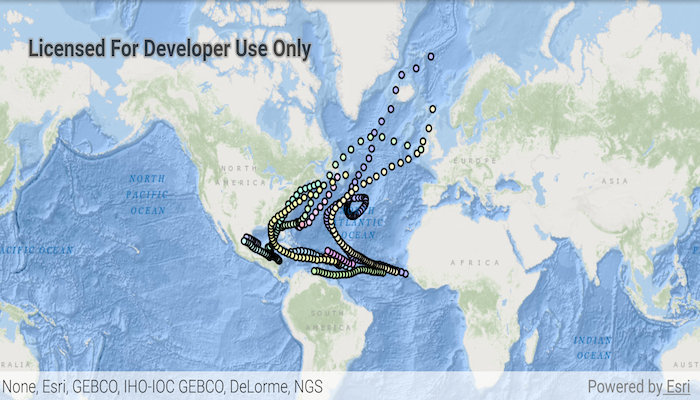 Licensed For Developer Use Only
NORTH
AMERICA
EUROPE
ASIA
NORTH
PACIFIC
OCEAN
ATLANTIC
OCEAN
PACIFIC OCEAN
AFRICA
SOUTH
AMERICA
INDIAN
OCEAN
None, Esri, GEBCO, IHO-IOC GEBCO, DeLorme, NGS
Powered by Esri